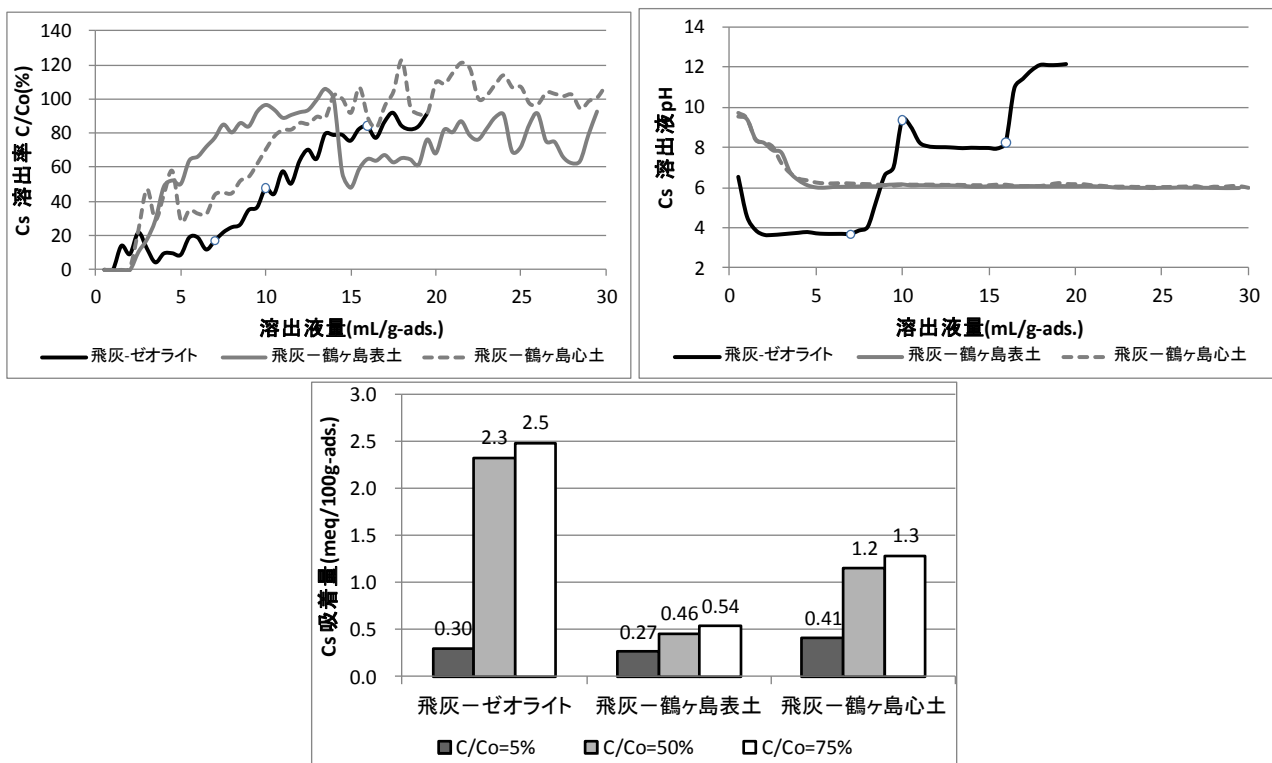 Cs 溶出率 C/Co(%)
140
120
100
80
60
40
20
0
0 5 10 15 20 25 30
溶出液量(mL/g-ads.)
飛灰-ゼオライト 飛灰－鶴ヶ島表土 飛灰－鶴ヶ島心土
Cs 溶出液pH
14
12
10
8
6
4
2
0 5 10 15 20 25 30
溶出液量(mL/g-ads.)
飛灰-ゼオライト 飛灰－鶴ヶ島表土 飛灰－鶴ヶ島心土
Cs 吸着量(meq/100g-ads.)
3.0
2.5
2.0
1.5
1.0
0.5
0.0
0.30 2.3 2.5 0.27 0.46 0.54 0.41 1.2 1.3
飛灰－ゼオライト 飛灰－鶴ヶ島表土 飛灰－鶴ヶ島心土
C/Co=5% C/Co=50% C/Co=75%